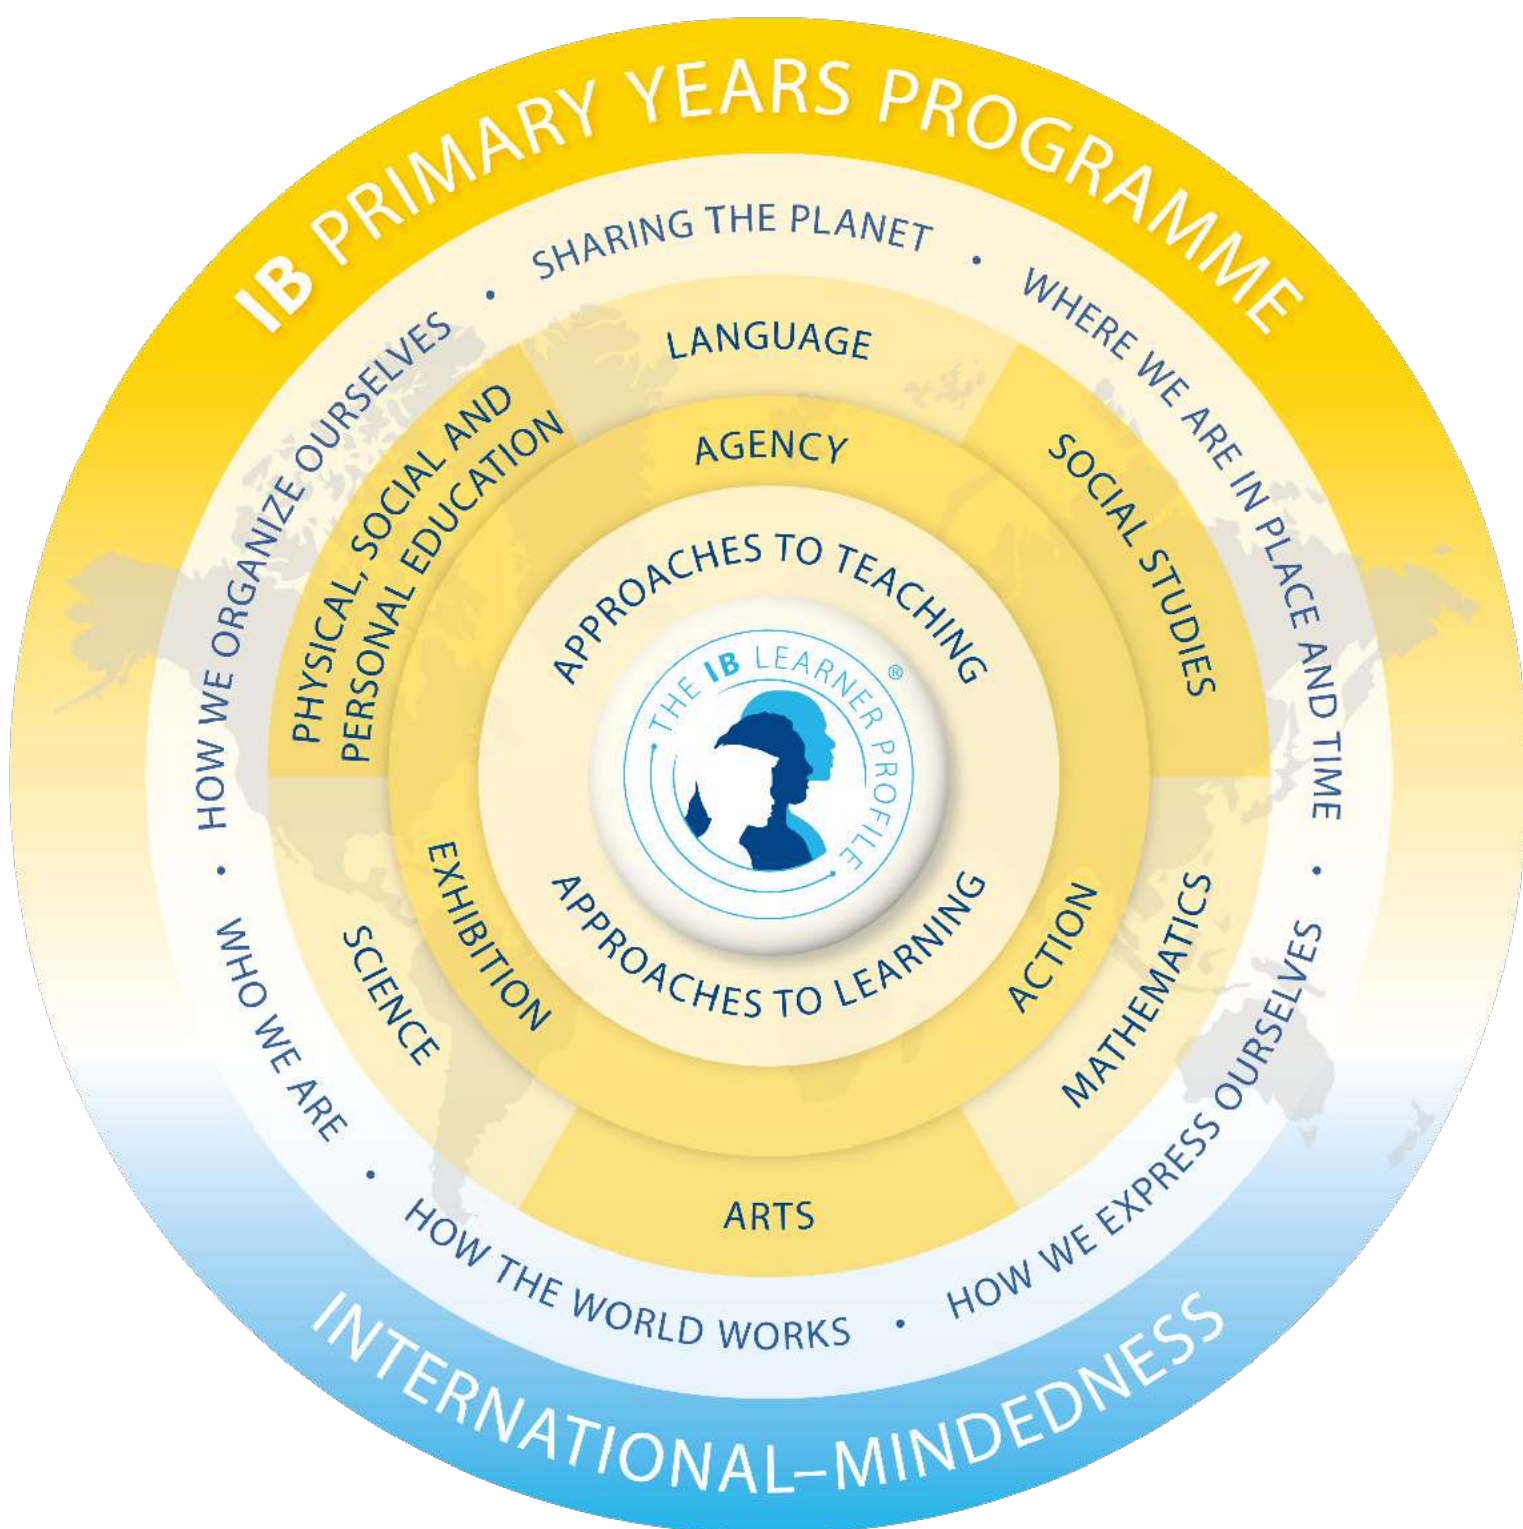 IB PRIMARY YEARS PROGRAMME
SHARING THE PLANET
•
WHERE WE ARE IN PLACE AND TIME
•
HOW WE EXPRESS OURSELVES
•
HOW THE WORLD WORKS
•
WHO WE ARE
•
HOW WE ORGANIZE OURSELVES
•
LANGUAGE
SOCIAL STUDIES
MATHEMATICS
ARTS
SCIENCE
PHYSICAL, SOCIAL AND
PERSONAL EDUCATION
AGENCY
ACTION
EXHIBITION
APPROACHES TO TEACHING
APPROACHES TO LEARNING
THE IB LEARNER PROFILE
®
INTERNATIONAL–MINDEDNESS